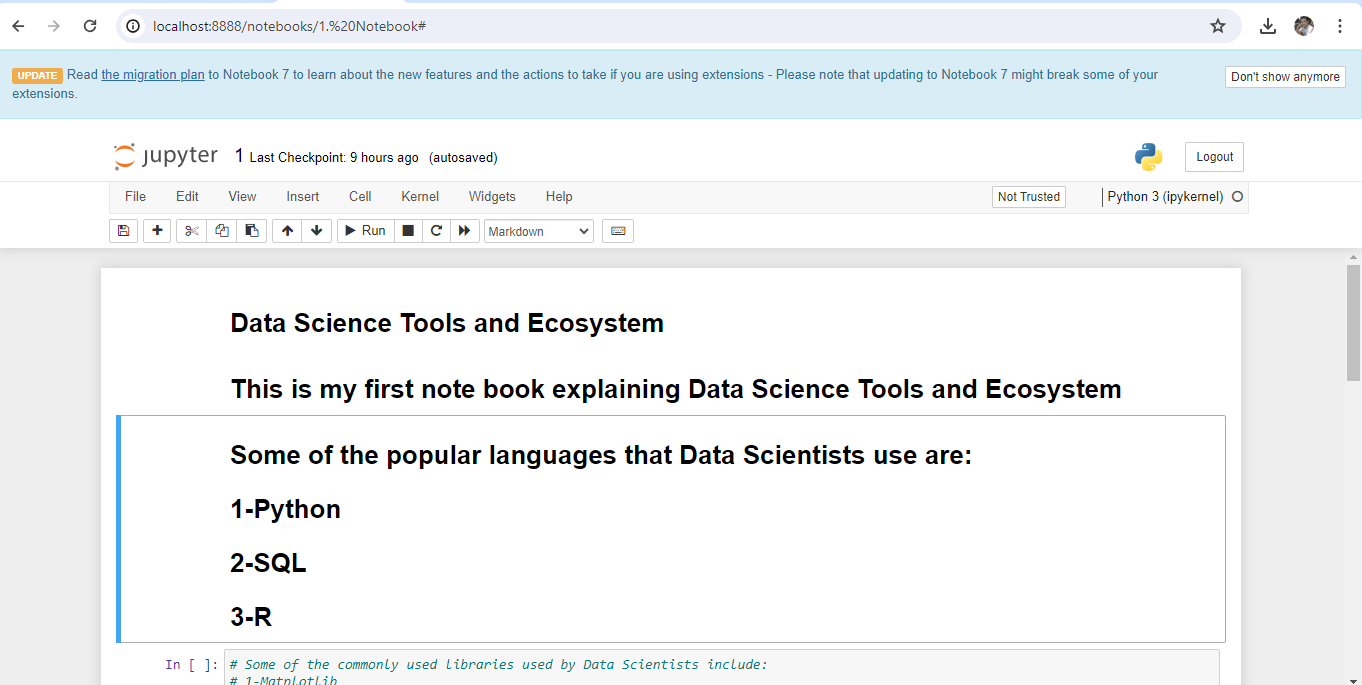 localhost:8888/notebooks/1.%20Notebook#
UPDATE Read the migration plan to Notebook 7 to learn about the new features and the actions to take if you are using extensions - Please note that updating to Notebook 7 might break some of your
extensions.
Don't show anymore
jupyter 1 Last Checkpoint: 9 hours ago (autosaved)
Logout
File Edit View Insert Cell Kernel Widgets Help
Not Trusted
Python 3 (ipykernel)
Run
Markdown
Data Science Tools and Ecosystem
This is my first note book explaining Data Science Tools and Ecosystem
Some of the popular languages that Data Scientists use are:
1-Python
2-SQL
3-R
In [ ]: # Some of the commonly used libraries used by Data Scientists include:
# 1-Matplotlib